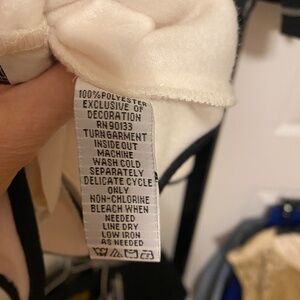 100% POLYESTER
EXCLUSIVE OF
DECORATION
RN 90133
TURN GARMENT
INSIDE OUT
MACHINE
WASH COLD
SEPARATELY
DELICATE CYCLE
ONLY
NON-CHLORINE
BLEACH WHEN
NEEDED
LINE DRY
LOW IRON
AS NEEDED